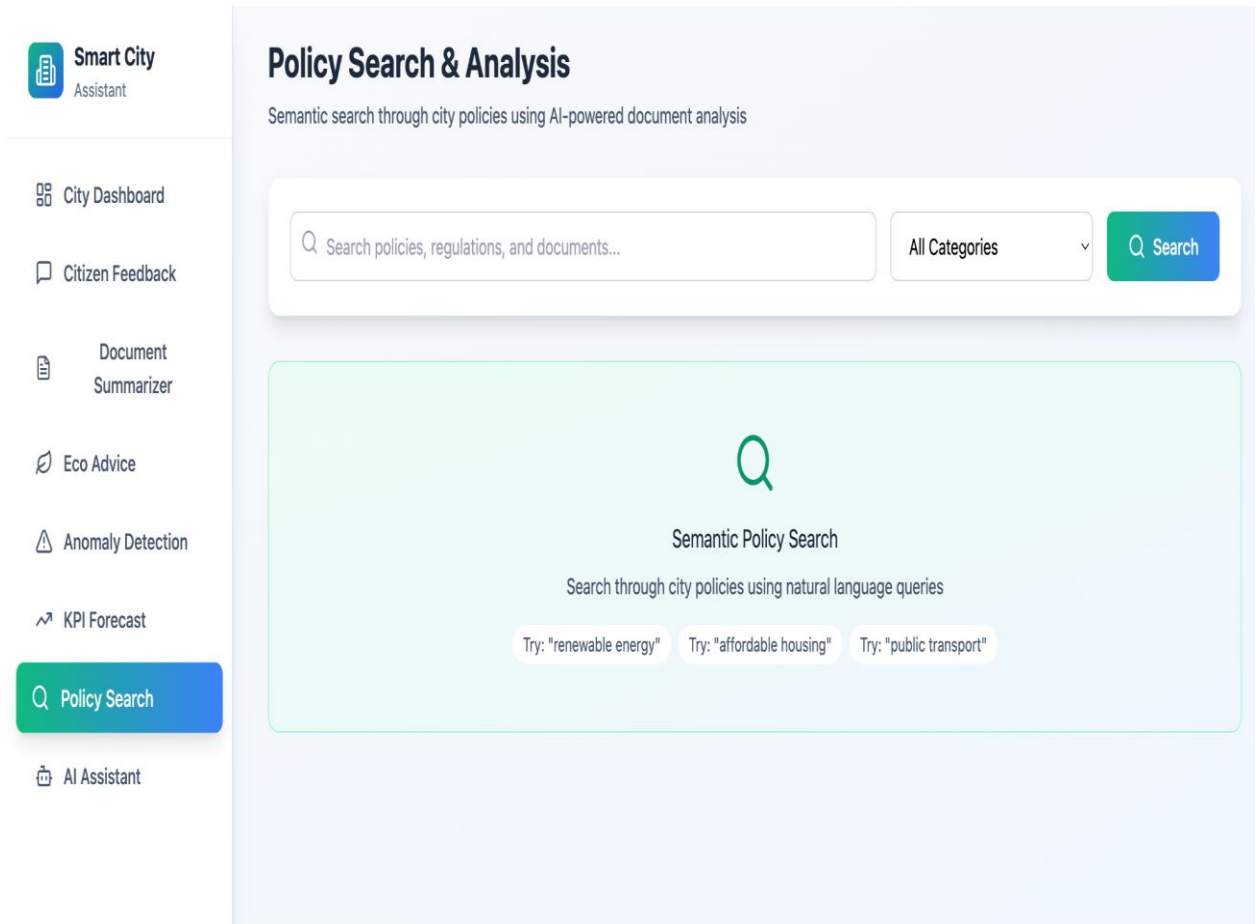 Smart City
Assistant
City Dashboard
Citizen Feedback
Document
Summarizer
Eco Advice
Anomaly Detection
KPI Forecast
Policy Search
AI Assistant
Policy Search & Analysis
Semantic search through city policies using AI-powered document analysis
Search policies, regulations, and documents...
All Categories
Search
Semantic Policy Search
Search through city policies using natural language queries
Try: "renewable energy"
Try: "affordable housing"
Try: "public transport"